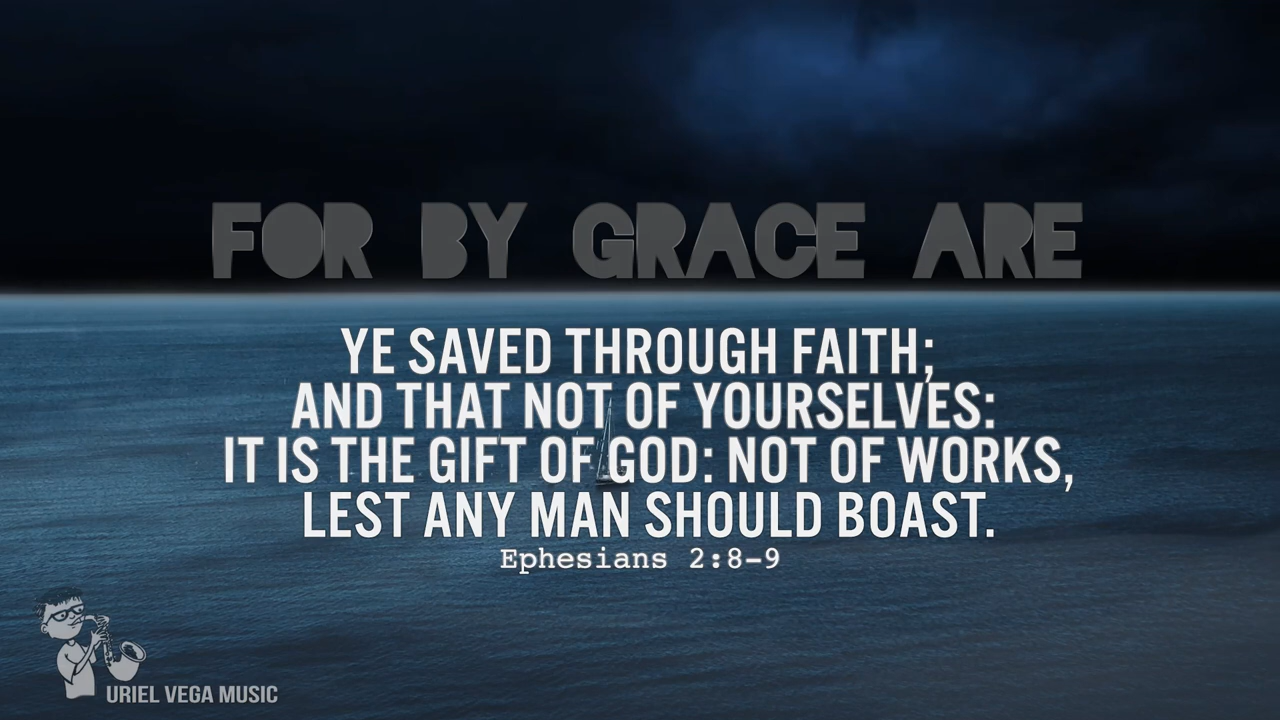 FOR BY GRACE ARE
YE SAVED THROUGH FAITH;
AND THAT NOT OF YOURSELVES:
IT IS THE GIFT OF GOD: NOT OF WORKS,
LEST ANY MAN SHOULD BOAST.
Ephesians 2:8-9
URIEL VEGA MUSIC